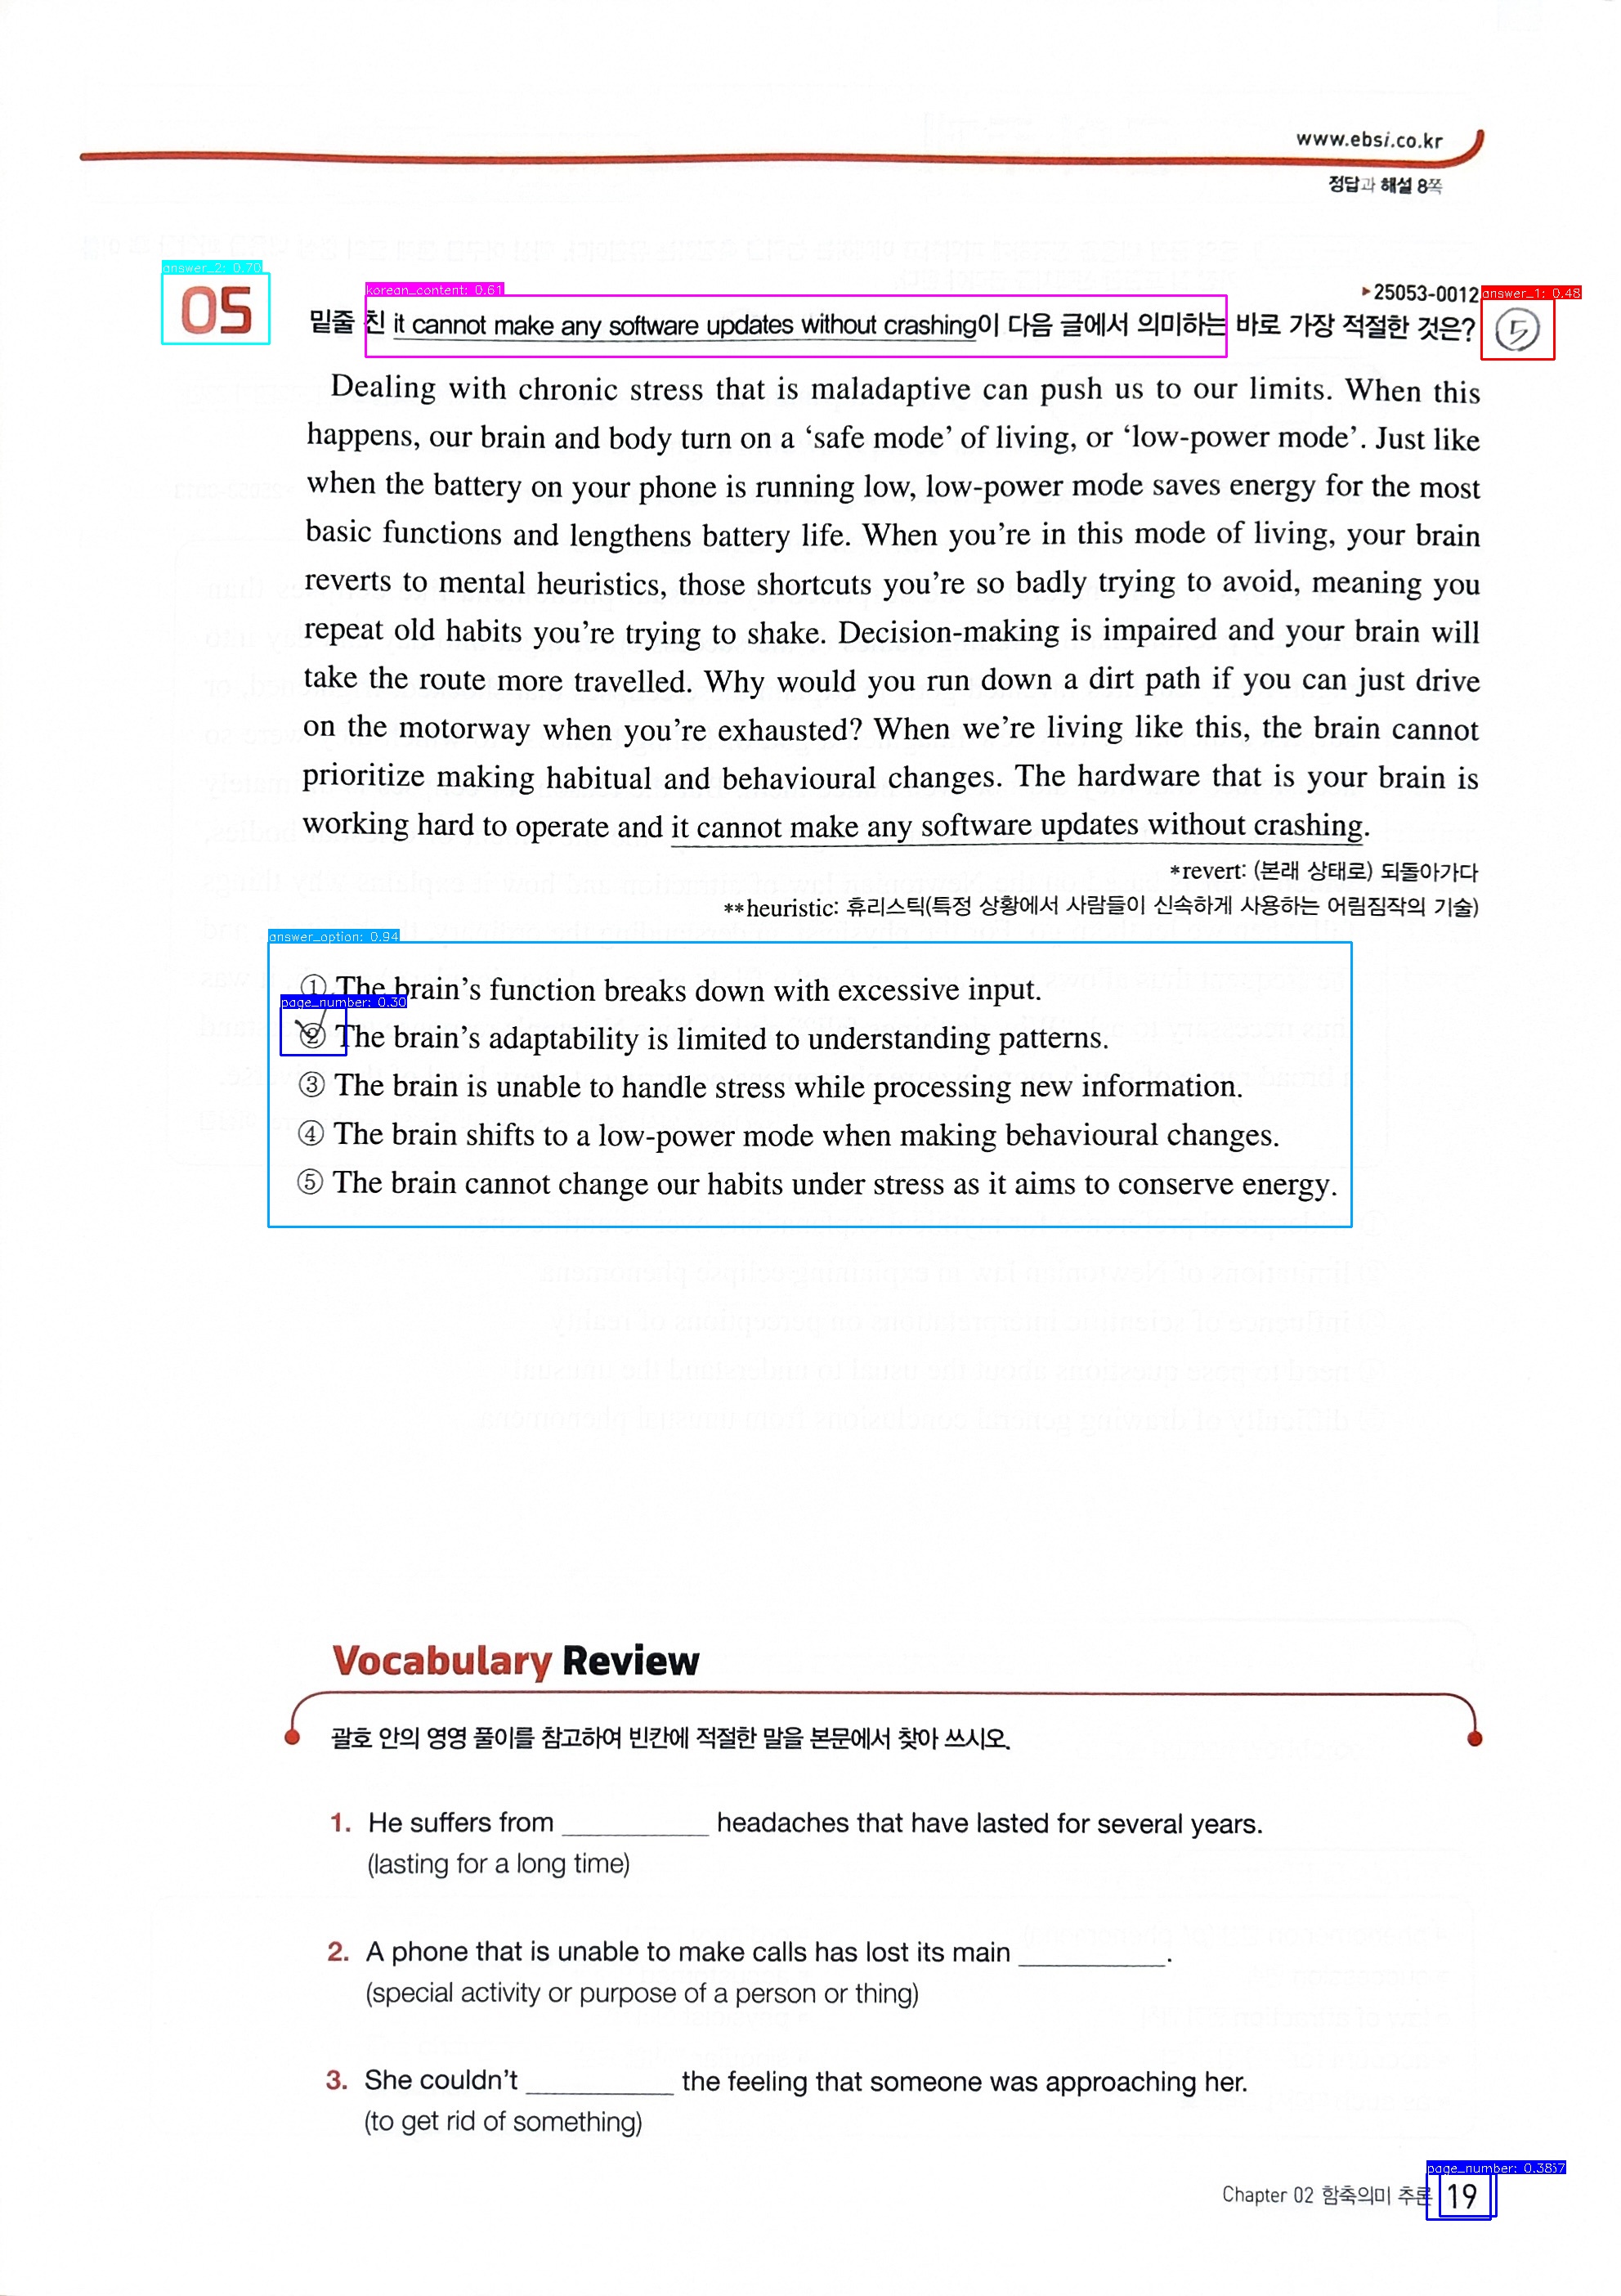 www.ebsi.co.kr
정답과 해설 8쪽
answer_2: 0.70
05
korean_content: 0.61
▸25053-0012
answer_1: 0.48
밑줄 친 it cannot make any software updates without crashing이 다음 글에서 의미하는 바로 가장 적절한 것은? ⑤
Dealing with chronic stress that is maladaptive can push us to our limits. When this
happens, our brain and body turn on a ‘safe mode’ of living, or ‘low-power mode’. Just like
when the battery on your phone is running low, low-power mode saves energy for the most
basic functions and lengthens battery life. When you’re in this mode of living, your brain
reverts to mental heuristics, those shortcuts you’re so badly trying to avoid, meaning you
repeat old habits you’re trying to shake. Decision-making is impaired and your brain will
take the route more travelled. Why would you run down a dirt path if you can just drive
on the motorway when you’re exhausted? When we’re living like this, the brain cannot
prioritize making habitual and behavioural changes. The hardware that is your brain is
working hard to operate and it cannot make any software updates without crashing.
*revert: (본래 상태로) 되돌아가다
**heuristic: 휴리스틱(특정 상황에서 사람들이 신속하게 사용하는 어림짐작의 기술)
answer_option: 0.94
① The brain’s function breaks down with excessive input.
page_number: 0.30
② The brain’s adaptability is limited to understanding patterns.
③ The brain is unable to handle stress while processing new information.
④ The brain shifts to a low-power mode when making behavioural changes.
⑤ The brain cannot change our habits under stress as it aims to conserve energy.
Vocabulary Review
괄호 안의 영영 풀이를 참고하여 빈칸에 적절한 말을 본문에서 찾아 쓰시오.
1. He suffers from __________ headaches that have lasted for several years.
(lasting for a long time)
2. A phone that is unable to make calls has lost its main __________.
(special activity or purpose of a person or thing)
3. She couldn’t __________ the feeling that someone was approaching her.
(to get rid of something)
page_number:
Chapter 02 함축의미 추론 19